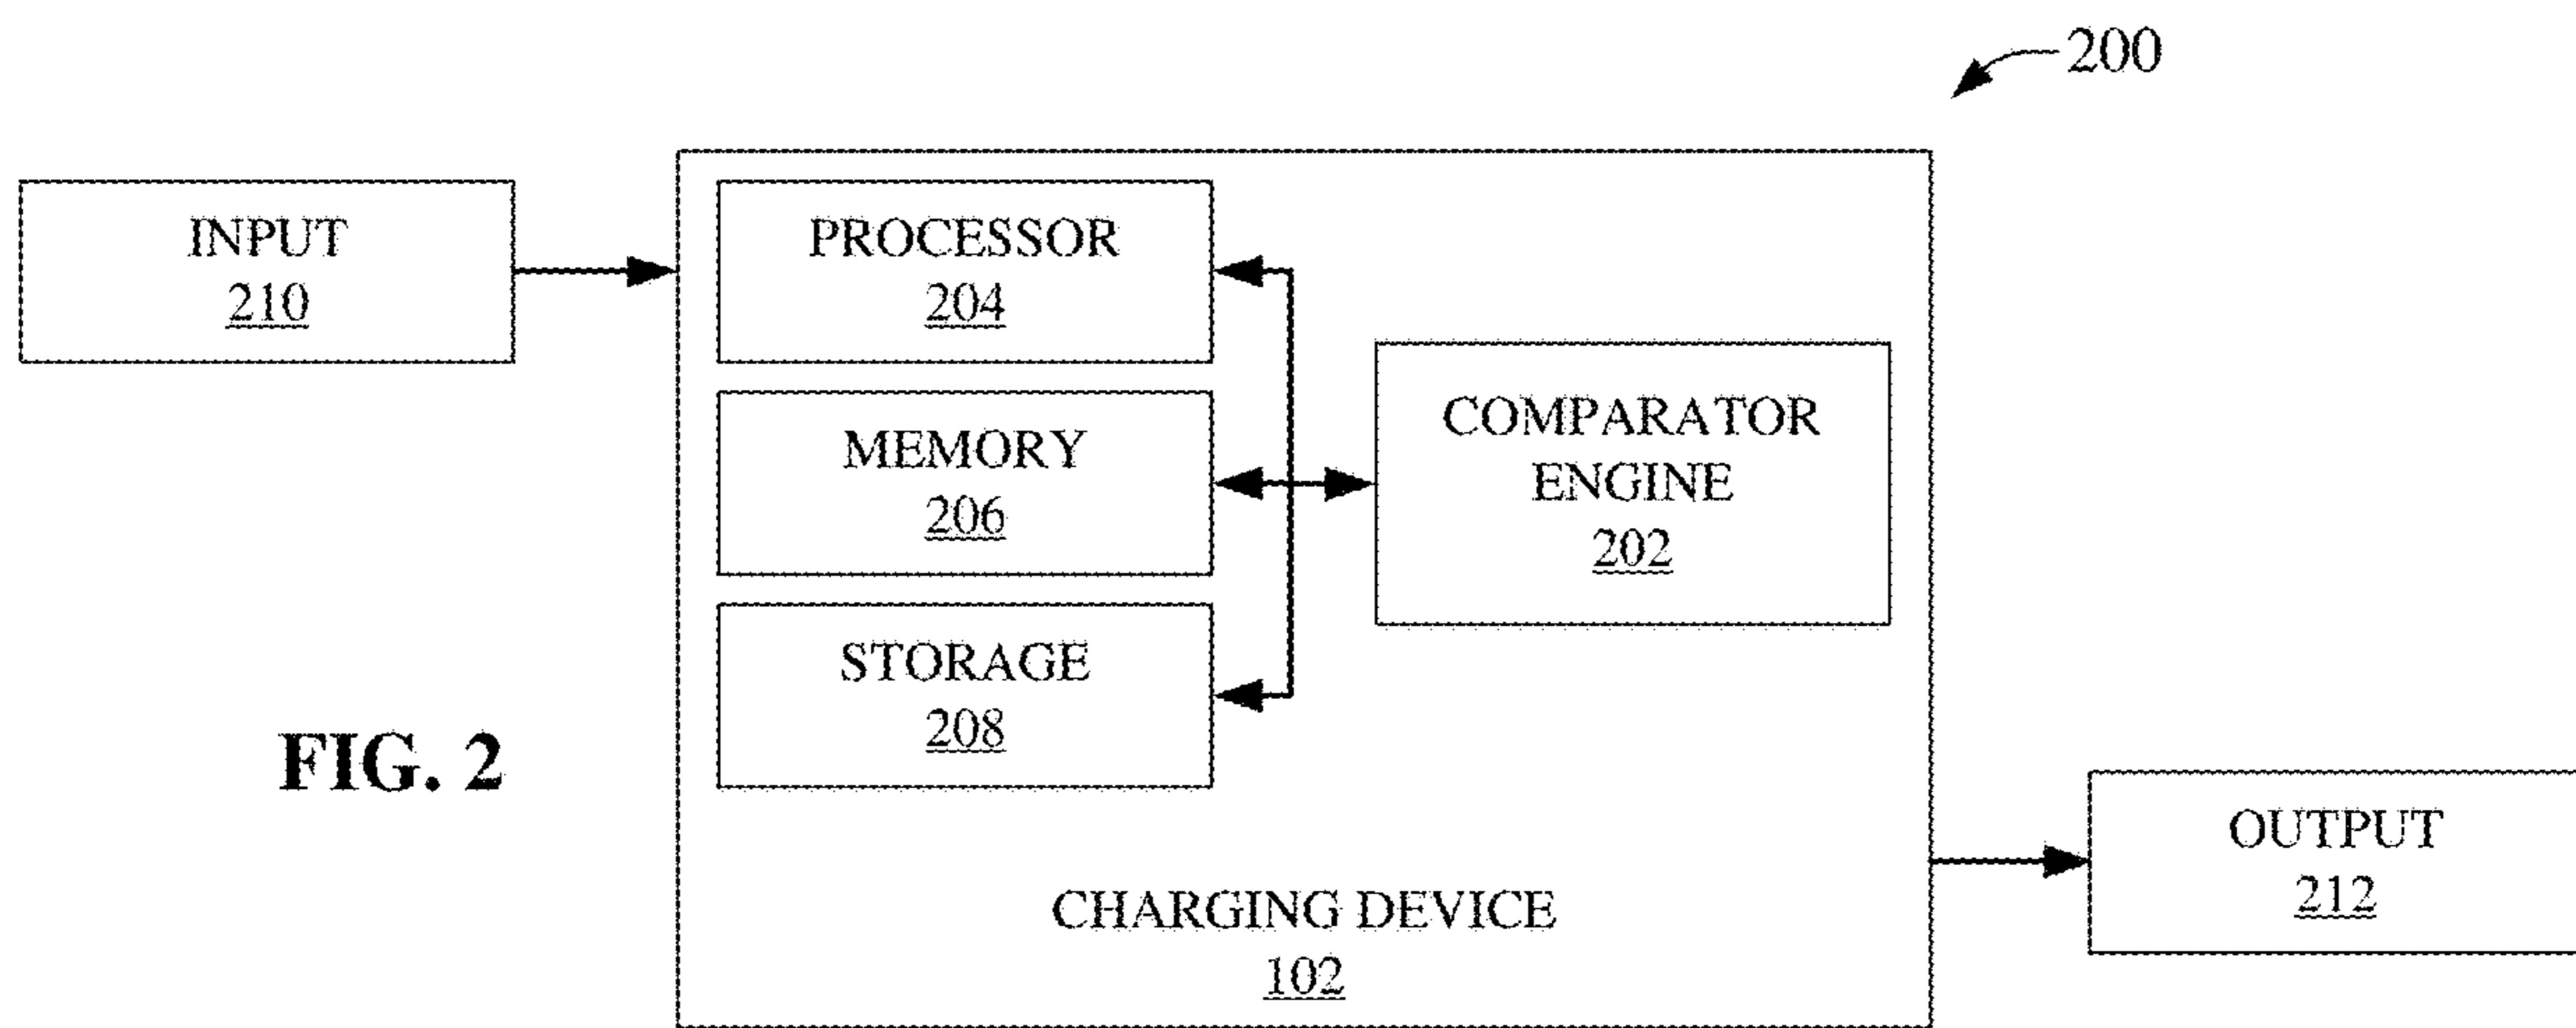 200
INPUT
210
PROCESSOR
204
MEMORY
206
STORAGE
208
COMPARATOR
ENGINE
202
FIG. 2
CHARGING DEVICE
102
OUTPUT
212